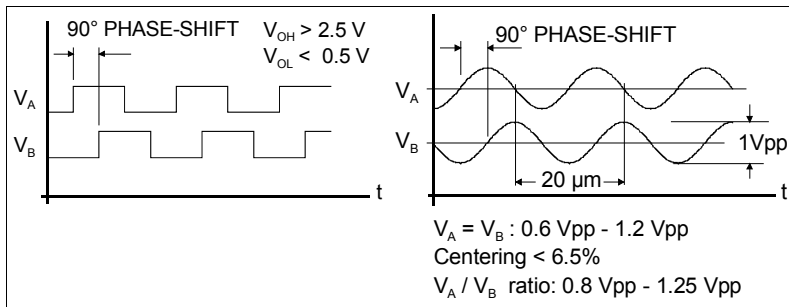 90° PHASE-SHIFT
V_OH > 2.5 V
V_OL < 0.5 V
V_A
V_B
t
90° PHASE-SHIFT
V_A
V_B
1Vpp
20 µm
t
V_A = V_B : 0.6 Vpp - 1.2 Vpp
Centering < 6.5%
V_A / V_B ratio: 0.8 Vpp - 1.25 Vpp